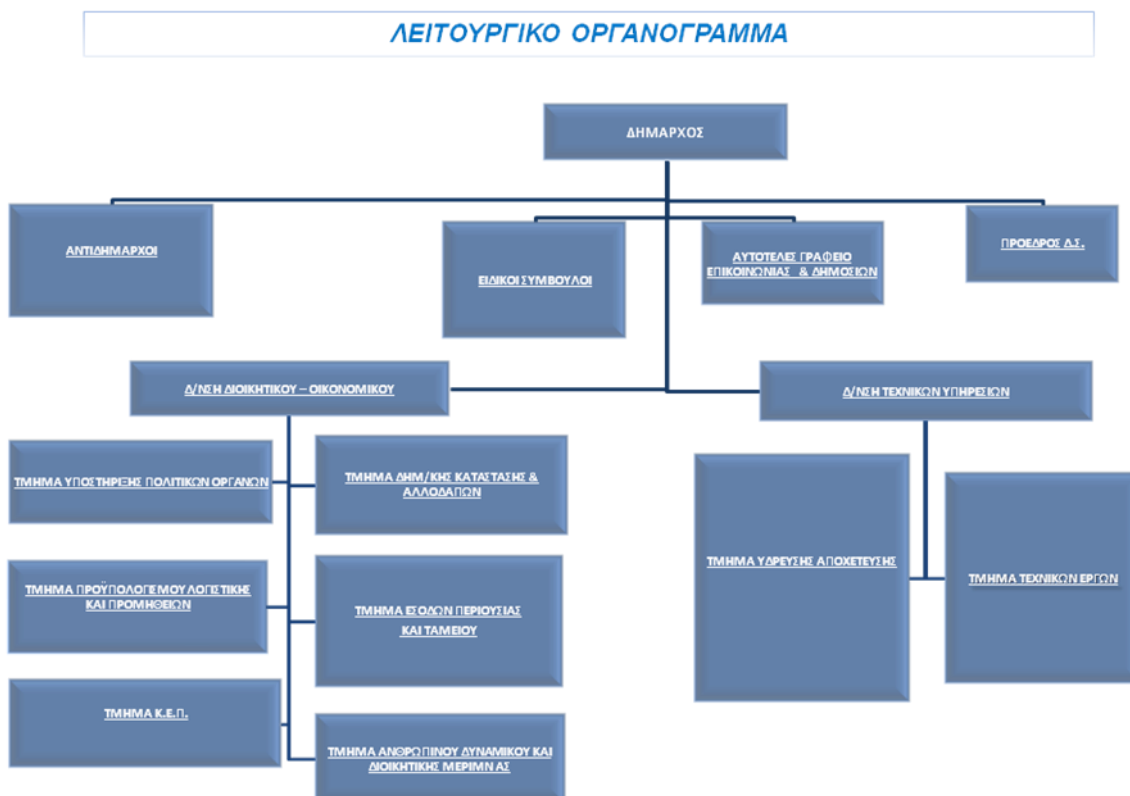 ΛΕΙΤΟΥΡΓΙΚΟ ΟΡΓΑΝΟΓΡΑΜΜΑ
ΔΗΜΑΡΧΟΣ
ΑΝΤΙΔΗΜΑΡΧΟΙ
ΕΙΔΙΚΟΙ ΣΥΜΒΟΥΛΟΙ
ΑΥΤΟΤΕΛΕΣ ΓΡΑΦΕΙΟ
ΕΠΙΚΟΙΝΩΝΙΑΣ & ΔΗΜΟΣΙΩΝ
ΠΡΟΕΔΡΟΣ Δ.Σ.
Δ/ΝΣΗ ΔΙΟΙΚΗΤΙΚΟΥ – ΟΙΚΟΝΟΜΙΚΟΥ
ΤΜΗΜΑ ΥΠΟΣΤΗΡΙΞΗΣ ΠΟΛΙΤΙΚΩΝ ΟΡΓΑΝΩΝ
ΤΜΗΜΑ ΔΗΜ/ΚΗΣ ΚΑΤΑΣΤΑΣΗΣ &
ΑΛΛΟΔΑΠΩΝ
ΤΜΗΜΑ ΠΡΟΫΠΟΛΟΓΙΣΜΟΥ ΛΟΓΙΣΤΙΚΗΣ
ΚΑΙ ΠΡΟΜΗΘΕΙΩΝ
ΤΜΗΜΑ ΕΣΟΔΩΝ ΠΕΡΙΟΥΣΙΑΣ
ΚΑΙ ΤΑΜΕΙΟΥ
ΤΜΗΜΑ Κ.Ε.Π.
ΤΜΗΜΑ ΑΝΘΡΩΠΙΝΟΥ ΔΥΝΑΜΙΚΟΥ ΚΑΙ
ΔΙΟΙΚΗΤΙΚΗΣ ΜΕΡΙΜΝΑΣ
Δ/ΝΣΗ ΤΕΧΝΙΚΩΝ ΥΠΗΡΕΣΙΩΝ
ΤΜΗΜΑ ΥΔΡΕΥΣΗΣ ΑΠΟΧΕΤΕΥΣΗΣ
ΤΜΗΜΑ ΤΕΧΝΙΚΩΝ ΕΡΓΩΝ